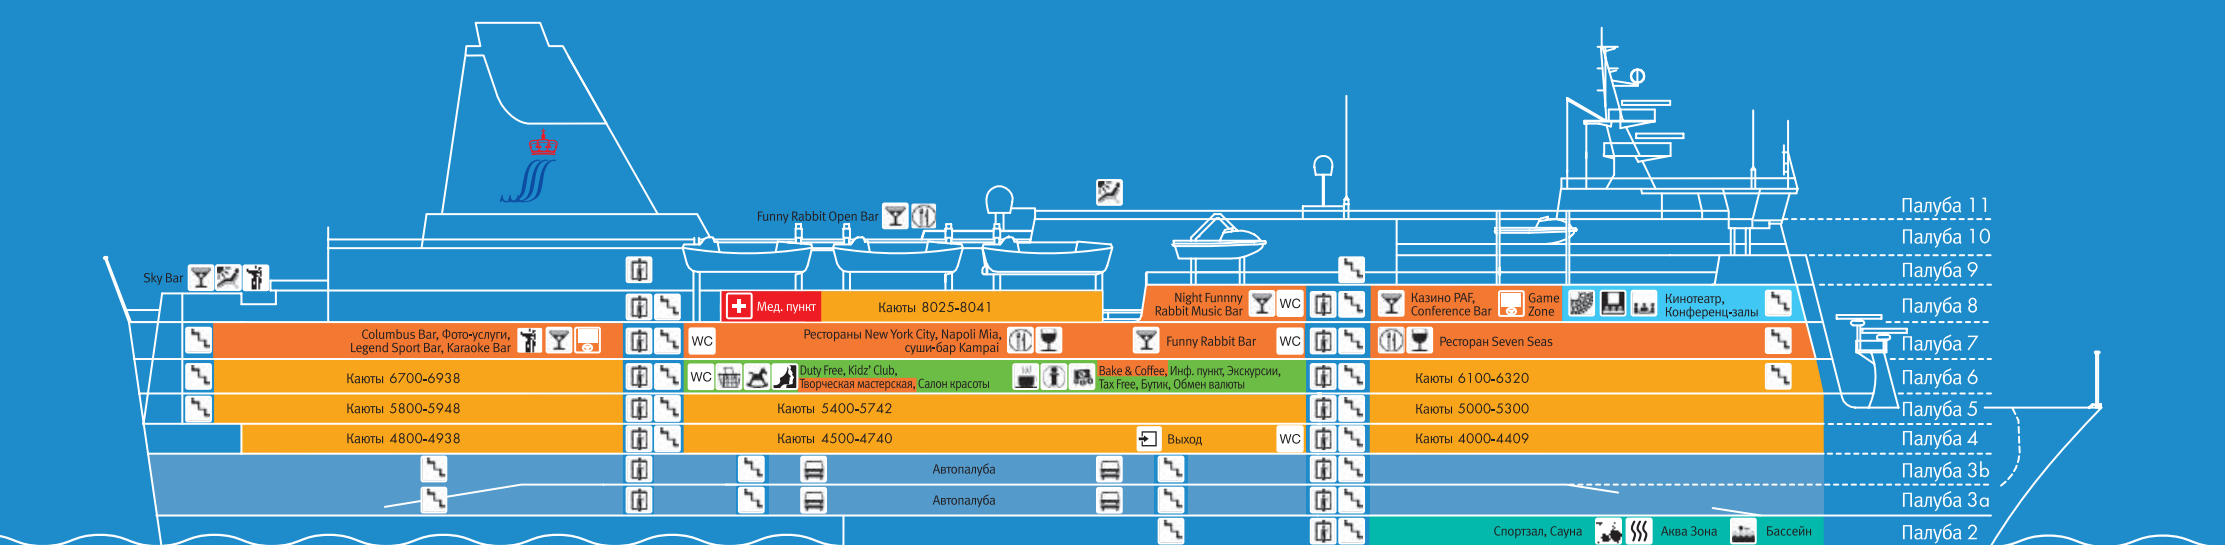 Палуба 11
Funny Rabbit Open Bar
Палуба 10
Sky Bar
Палуба 9
Мед. пункт
Каюты 8025-8041
Night Funnny
Rabbit Music Bar
WC
Казино PAF,
Conference Bar
Game
Zone
Кинотеатр,
Конференц-залы
Палуба 8
Columbus Bar, Фото-услуги,
Legend Sport Bar, Karaoke Bar
WC
Рестораны New York City, Napoli Mia,
суши-бар Kampai
Funny Rabbit Bar
WC
Ресторан Seven Seas
Палуба 7
Каюты 6700-6938
WC
Duty Free, Kidz' Club,
Творческая мастерская, Салон красоты
Bake & Coffee, Инф. пункт, Экскурсии,
Tax Free, Бутик, Обмен валюты
Каюты 6100-6320
Палуба 6
Каюты 5800-5948
Каюты 5400-5742
Каюты 5000-5300
Палуба 5
Каюты 4800-4938
Каюты 4500-4740
Выход
WC
Каюты 4000-4409
Палуба 4
Автопалуба
Палуба 3b
Автопалуба
Палуба 3a
Спортзал, Сауна
Аква Зона
Бассейн
Палуба 2